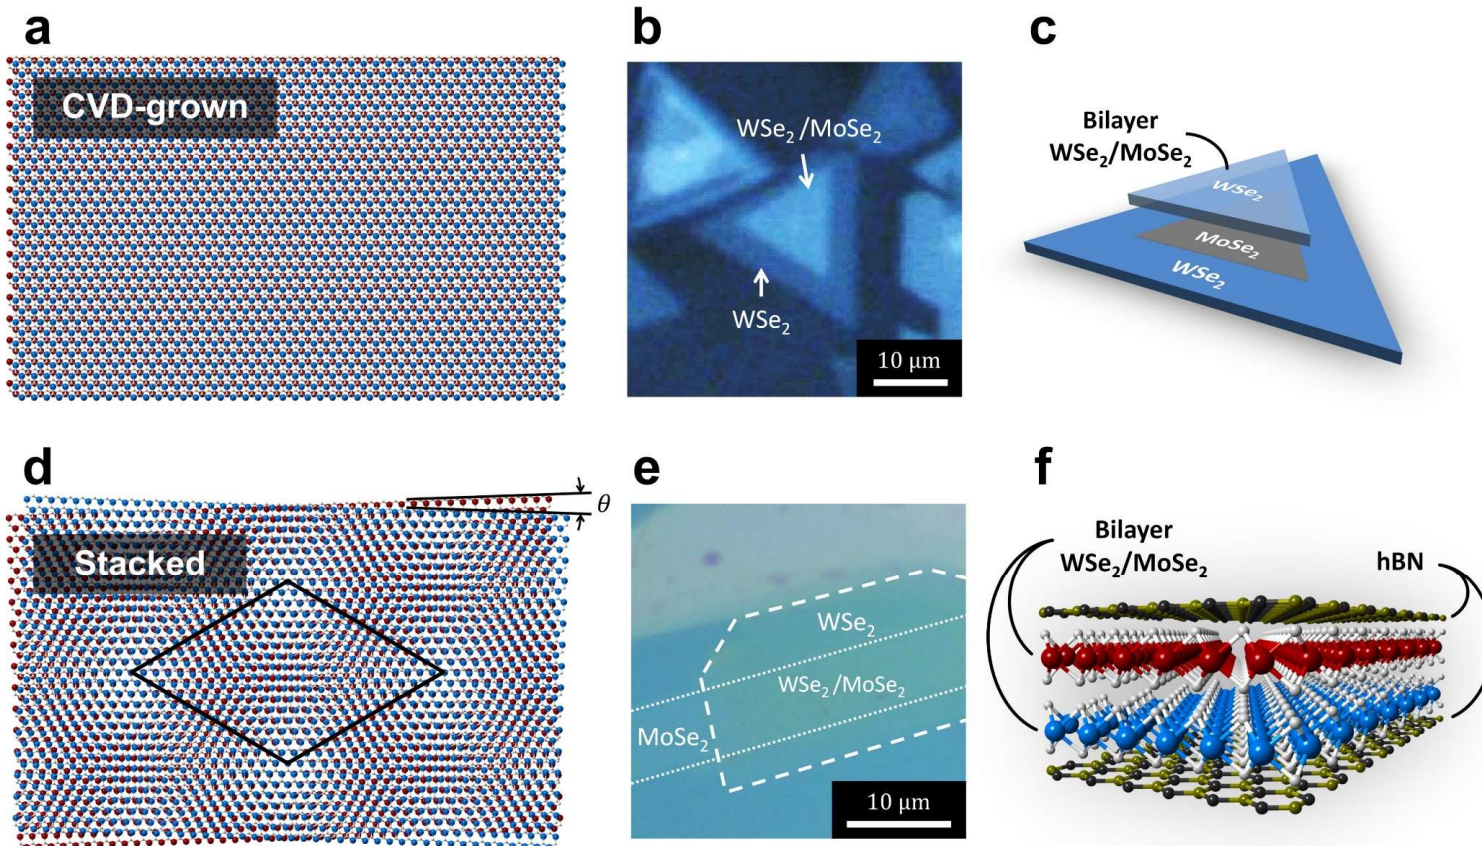 a
CVD-grown
b
WSe₂/MoSe₂
WSe₂
10 μm
c
Bilayer
WSe₂/MoSe₂
WSe₂
MoSe₂
WSe₂
d
θ
Stacked
e
WSe₂
WSe₂/MoSe₂
MoSe₂
10 μm
f
Bilayer
WSe₂/MoSe₂
hBN